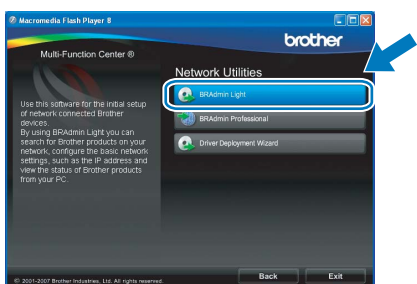 Macromedia Flash Player 8
brother
Multi-Function Center ®
Network Utilities
BRAdmin Light
BRAdmin Professional
Driver Deployment Wizard
Use this software for the initial setup
of network connected Brother
devices.
By using BRAdmin Light you can
search for Brother products on your
network, configure the basic network
settings, such as the IP address and
view the status of Brother products
from your PC.
© 2001-2007 Brother Industries, Ltd. All rights reserved.
Back
Exit